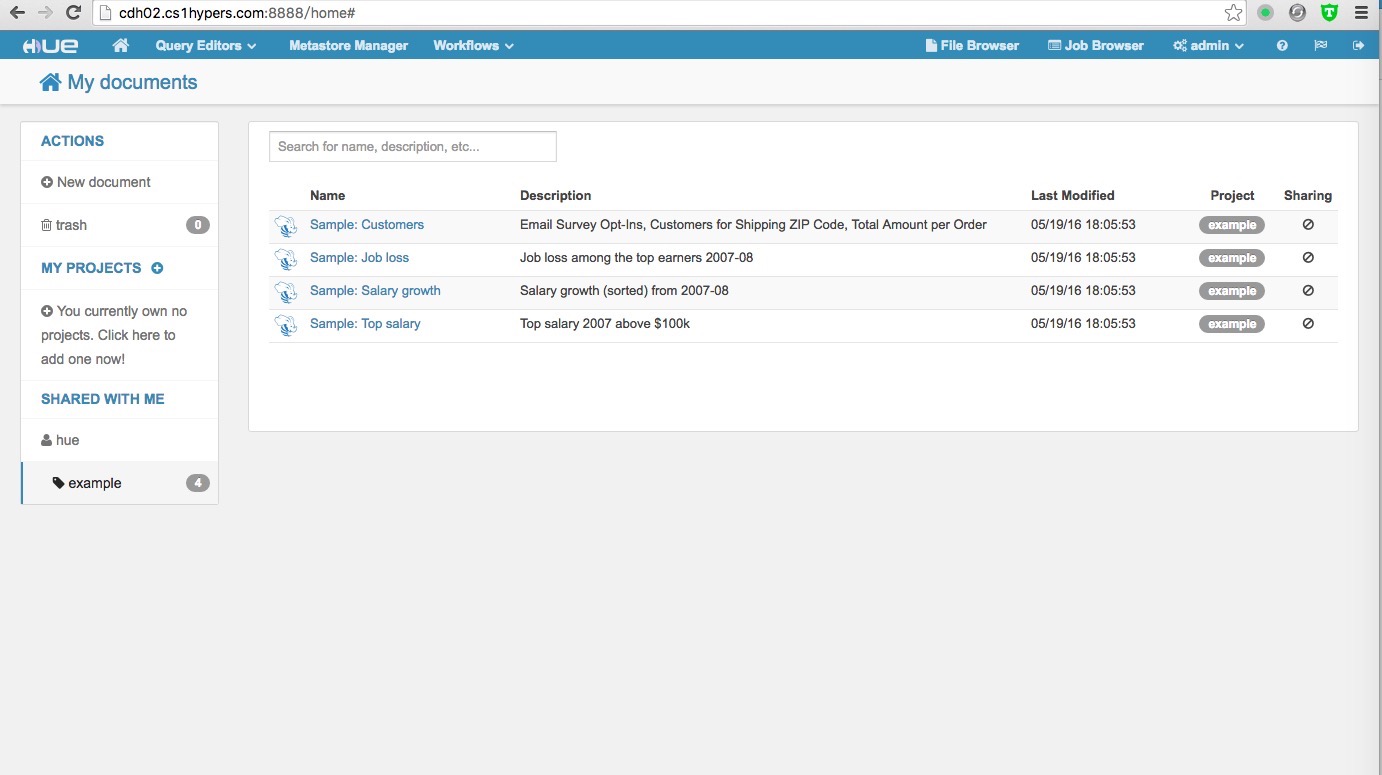 cdh02.cs1hypers.com:8888/home#
HUE Query Editors Metastore Manager Workflows File Browser Job Browser admin
My documents
ACTIONS
New document
trash 0
MY PROJECTS
You currently own no
projects. Click here to
add one now!
SHARED WITH ME
hue
example 4
Search for name, description, etc...
Name Description Last Modified Project Sharing
Sample: Customers Email Survey Opt-Ins, Customers for Shipping ZIP Code, Total Amount per Order 05/19/16 18:05:53 example
Sample: Job loss Job loss among the top earners 2007-08 05/19/16 18:05:53 example
Sample: Salary growth Salary growth (sorted) from 2007-08 05/19/16 18:05:53 example
Sample: Top salary Top salary 2007 above $100k 05/19/16 18:05:53 example